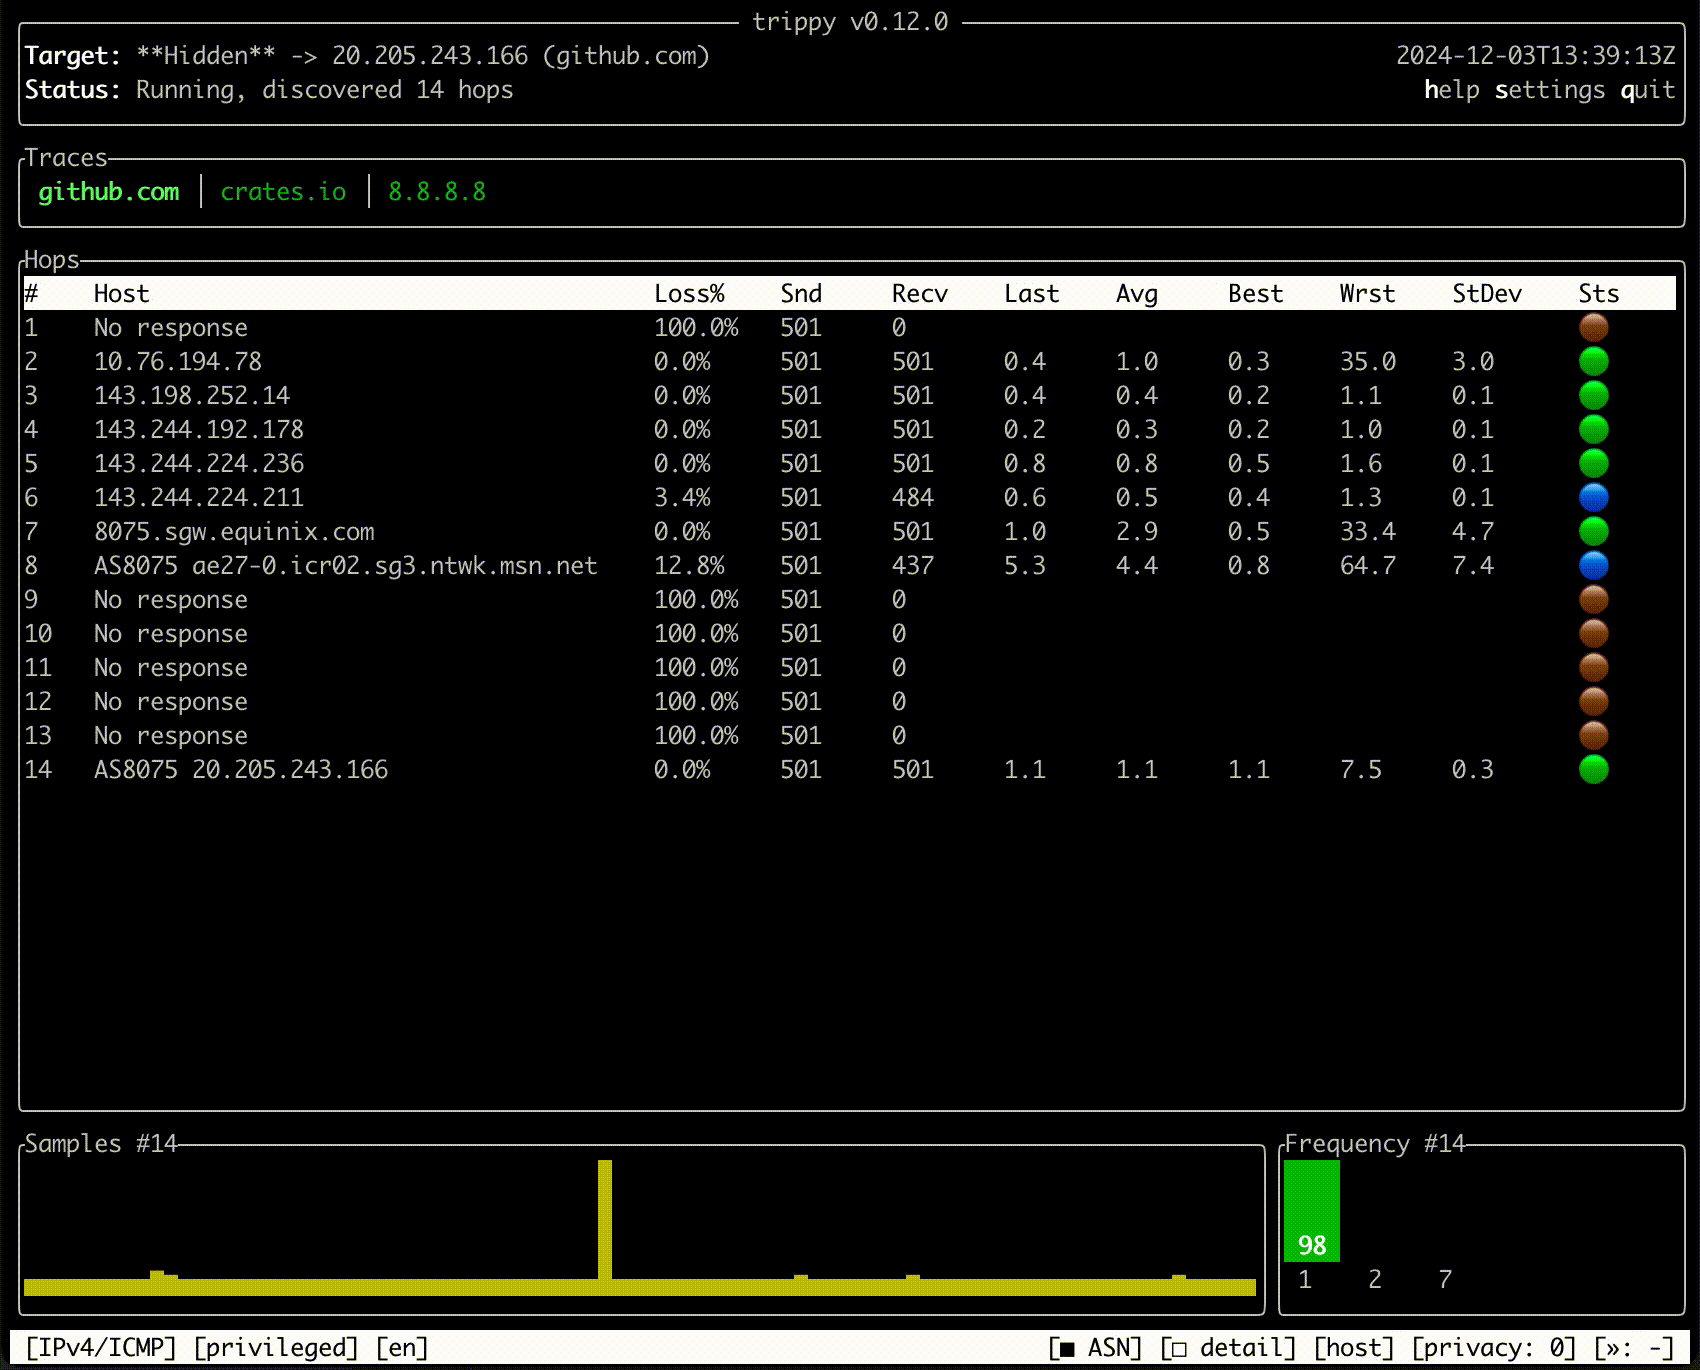 trippy v0.12.0
Target: **Hidden** -> 20.205.243.166 (github.com) 2024-12-03T13:39:13Z
Status: Running, discovered 14 hops help settings quit
Traces
github.com │ crates.io │ 8.8.8.8
Hops
# Host Loss% Snd Recv Last Avg Best Wrst StDev Sts
1 No response 100.0% 501 0
2 10.76.194.78 0.0% 501 501 0.4 1.0 0.3 35.0 3.0
3 143.198.252.14 0.0% 501 501 0.4 0.4 0.2 1.1 0.1
4 143.244.192.178 0.0% 501 501 0.2 0.3 0.2 1.0 0.1
5 143.244.224.236 0.0% 501 501 0.8 0.8 0.5 1.6 0.1
6 143.244.224.211 3.4% 501 484 0.6 0.5 0.4 1.3 0.1
7 8075.sgw.equinix.com 0.0% 501 501 1.0 2.9 0.5 33.4 4.7
8 AS8075 ae27-0.icr02.sg3.ntwk.msn.net 12.8% 501 437 5.3 4.4 0.8 64.7 7.4
9 No response 100.0% 501 0
10 No response 100.0% 501 0
11 No response 100.0% 501 0
12 No response 100.0% 501 0
13 No response 100.0% 501 0
14 AS8075 20.205.243.166 0.0% 501 501 1.1 1.1 1.1 7.5 0.3
Samples #14
Frequency #14
98
1 2 7
[IPv4/ICMP] [privileged] [en] [■ ASN] [□ detail] [host] [privacy: 0] [»: -]